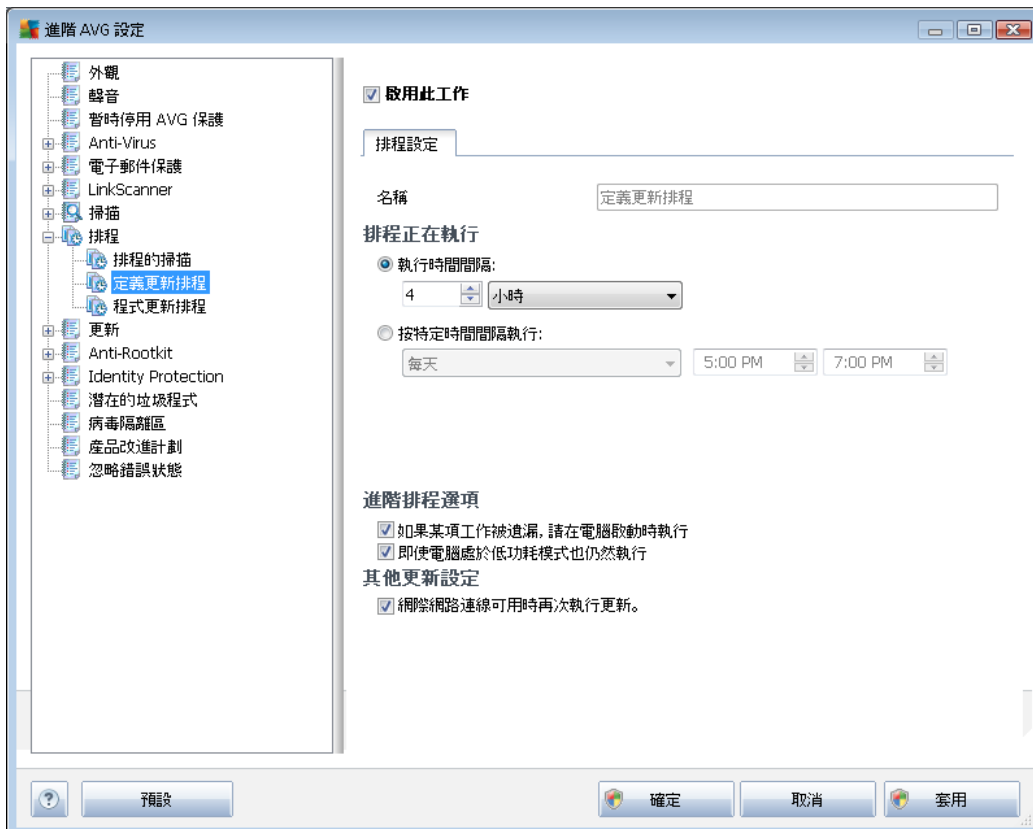 進階 AVG 設定
外觀
聲音
暫時停用 AVG 保護
Anti-Virus
電子郵件保護
LinkScanner
掃描
排程
排程的掃描
定義更新排程
程式更新排程
更新
Anti-Rootkit
Identity Protection
潛在的垃圾程式
病毒隔離區
產品改進計劃
忽略錯誤狀態
啟用此工作
排程設定
名稱 定義更新排程
排程正在執行
執行時間間隔:
4 小時
按特定時間間隔執行:
每天 5:00 PM 7:00 PM
進階排程選項
如果某項工作被遺漏, 請在電腦啟動時執行
即使電腦處於低功耗模式也仍然執行
其他更新設定
網際網路連線可用時再次執行更新。
? 預設 確定 取消 套用